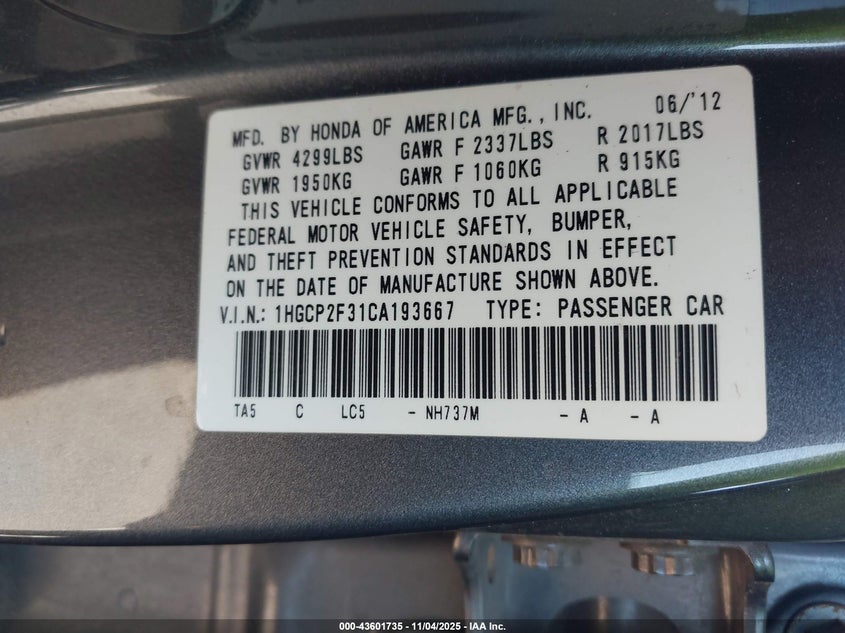 MFD. BY HONDA OF AMERICA MFG., INC. 06/'12
GVWR 4299LBS GAWR F 2337LBS R 2017LBS
GVWR 1950KG GAWR F 1060KG R 915KG
THIS VEHICLE CONFORMS TO ALL APPLICABLE
FEDERAL MOTOR VEHICLE SAFETY, BUMPER,
AND THEFT PREVENTION STANDARDS IN EFFECT
ON THE DATE OF MANUFACTURE SHOWN ABOVE.
V.I.N.: 1HGCP2F31CA193667 TYPE: PASSENGER CAR
TA5 C LC5 - NH737M - A - A
000-43601735 - 11/04/2025 - IAA Inc.